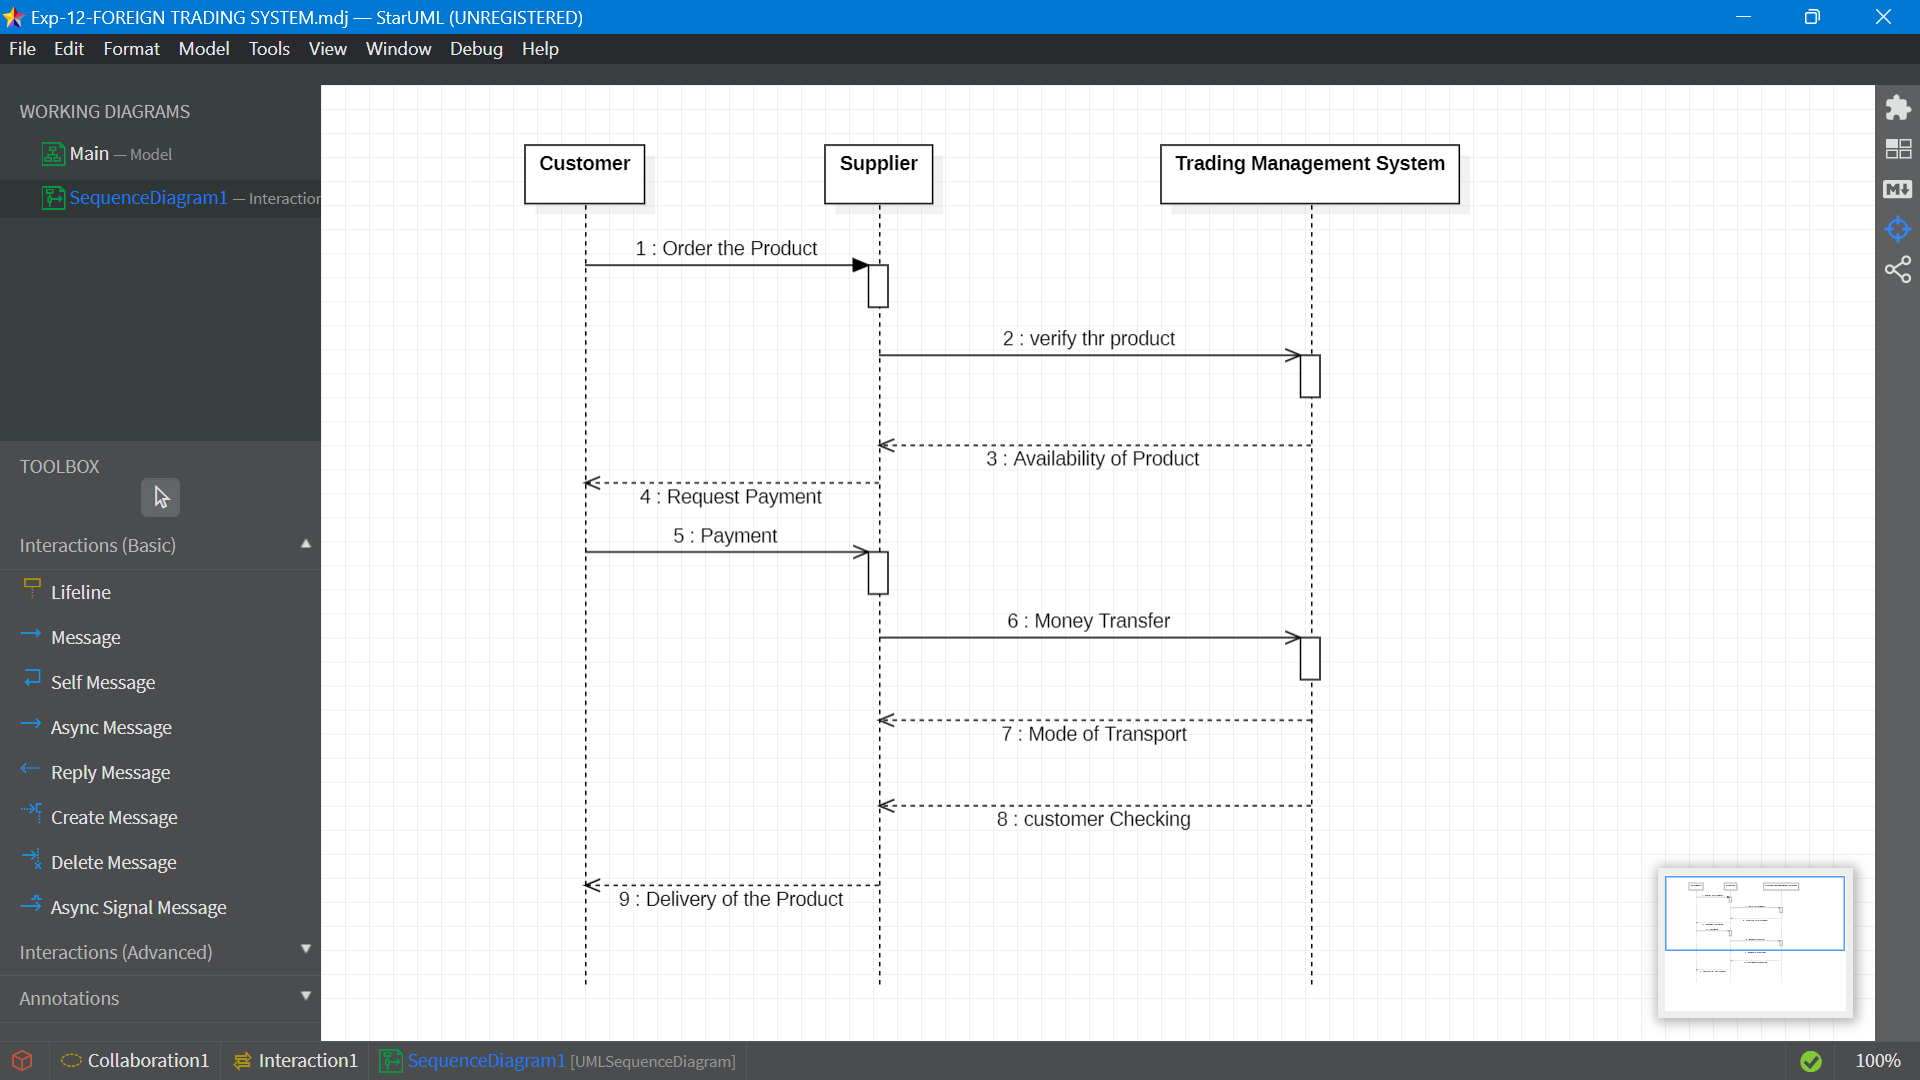 Exp-12-FOREIGN TRADING SYSTEM.mdj — StarUML (UNREGISTERED)
File Edit Format Model Tools View Window Debug Help
WORKING DIAGRAMS
Main — Model
SequenceDiagram1 — Interaction
TOOLBOX
Interactions (Basic)
Lifeline
Message
Self Message
Async Message
Reply Message
Create Message
Delete Message
Async Signal Message
Interactions (Advanced)
Annotations
Customer
Supplier
Trading Management System
1 : Order the Product
2 : verify thr product
3 : Availability of Product
4 : Request Payment
5 : Payment
6 : Money Transfer
7 : Mode of Transport
8 : customer Checking
9 : Delivery of the Product
Collaboration1 Interaction1 SequenceDiagram1 [UMLSequenceDiagram]
100%